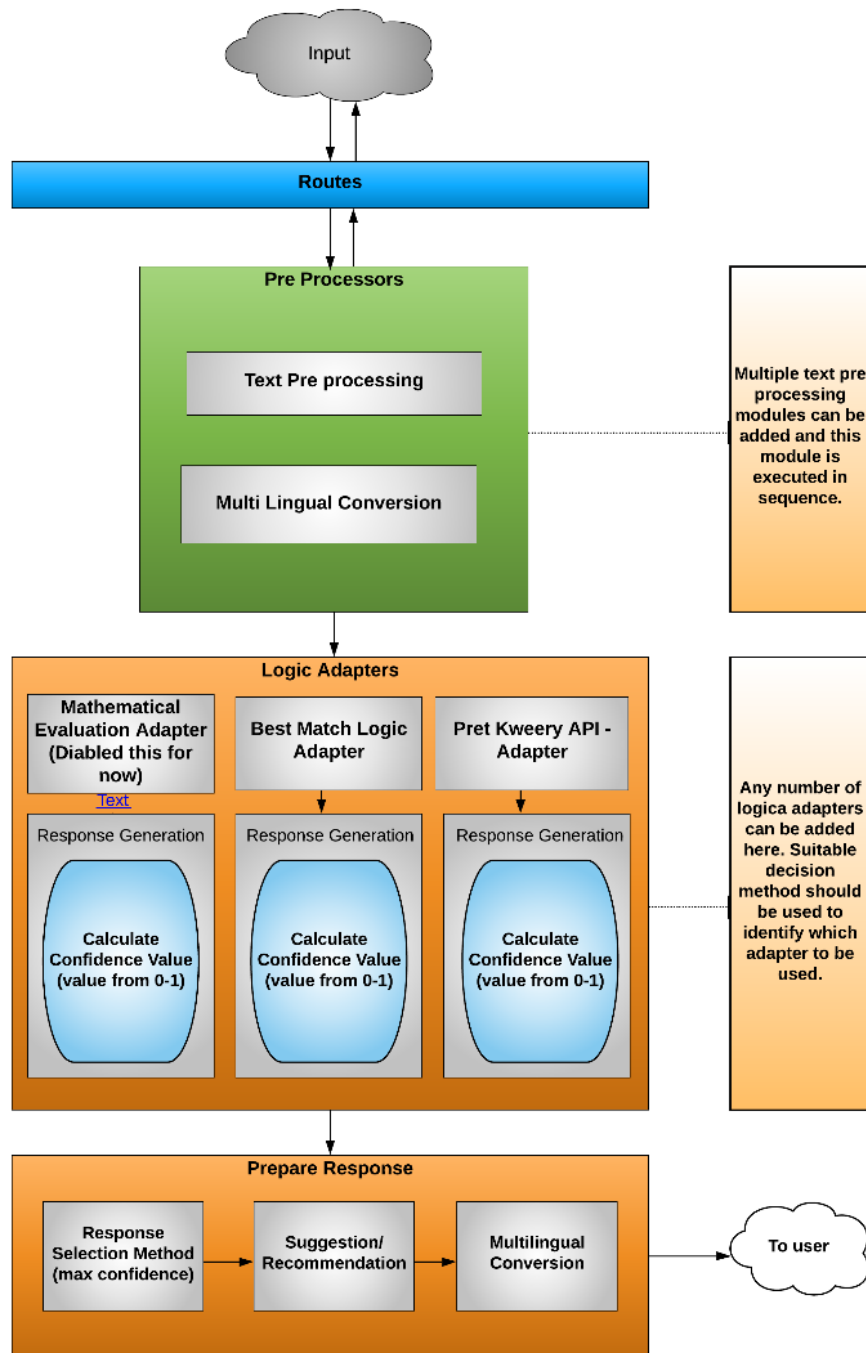 Input
Routes
Pre Processors
Text Pre processing
Multi Lingual Conversion
Multiple text pre
processing
modules can be
added and this
module is
executed in
sequence.
Logic Adapters
Mathematical
Evaluation Adapter
(Diabled this for
now)
Text
Best Match Logic
Adapter
Pret Kweery API -
Adapter
Response Generation
Calculate
Confidence Value
(value from 0-1)
Response Generation
Calculate
Confidence Value
(value from 0-1)
Response Generation
Calculate
Confidence Value
(value from 0-1)
Any number of
logica adapters
can be added
here. Suitable
decision
method should
be used to
identify which
adapter to be
used.
Prepare Response
Response
Selection Method
(max confidence)
Suggestion/
Recommendation
Multilingual
Conversion
To user